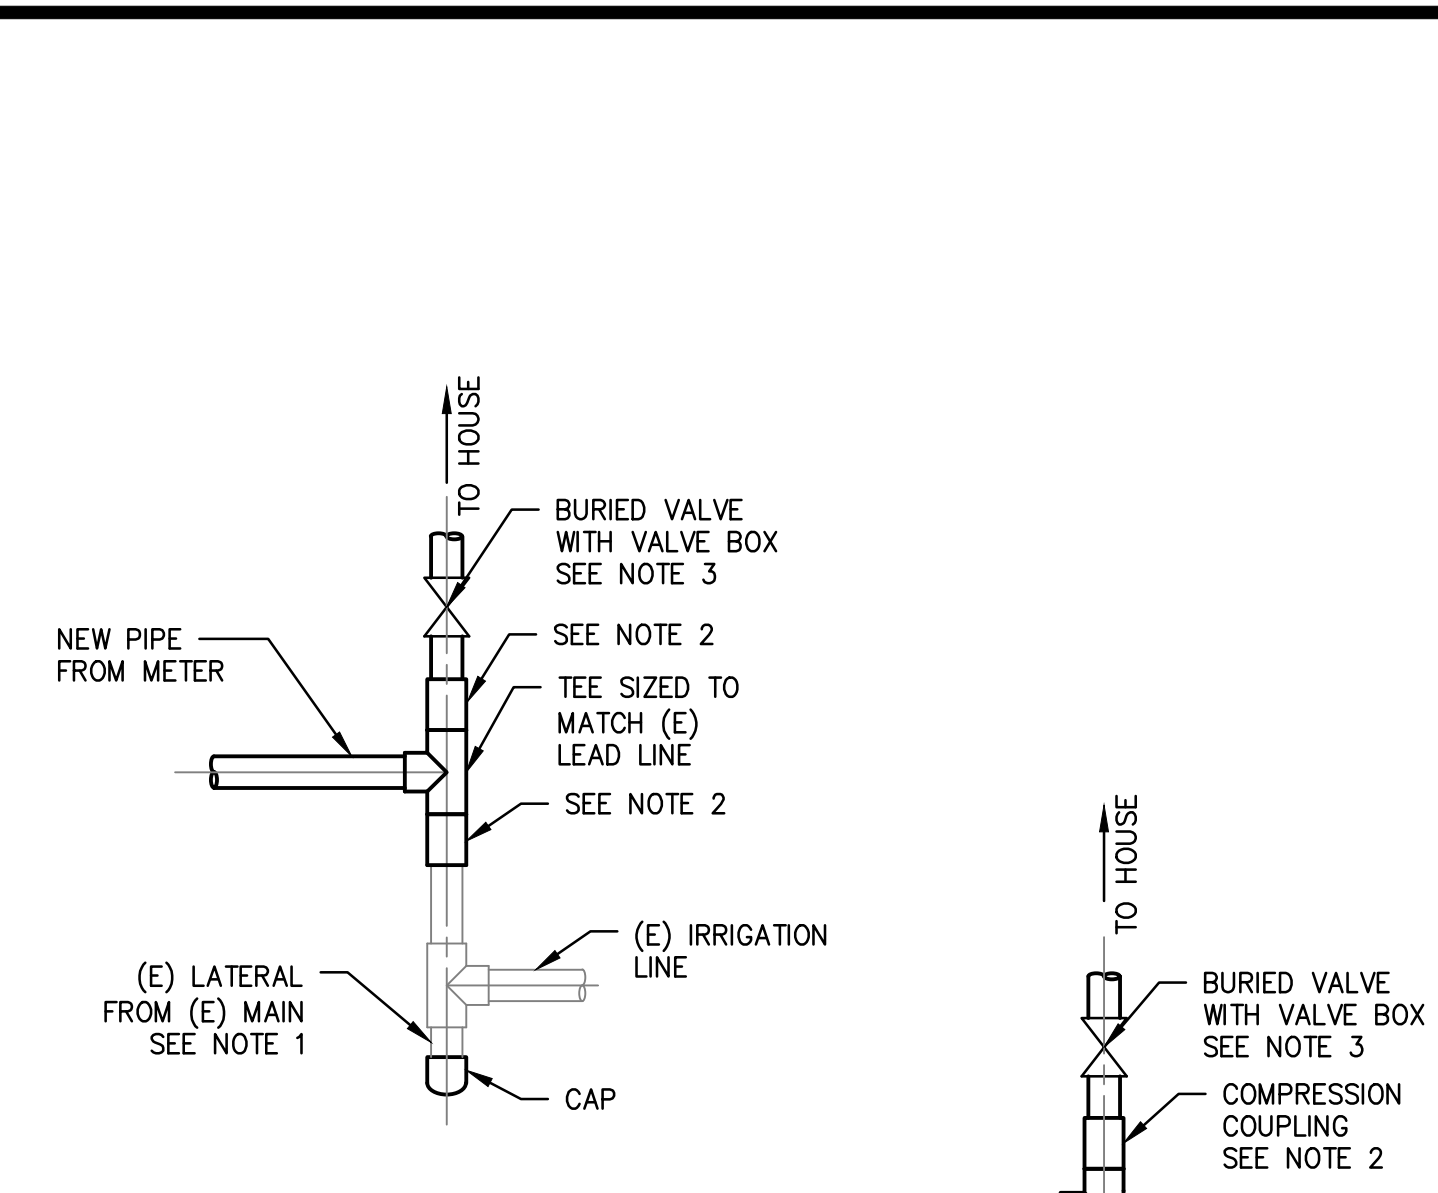 TO HOUSE
BURIED VALVE
WITH VALVE BOX
SEE NOTE 3
SEE NOTE 2
NEW PIPE
FROM METER
TEE SIZED TO
MATCH (E)
LEAD LINE
SEE NOTE 2
(E) IRRIGATION
LINE
(E) LATERAL
FROM (E) MAIN
SEE NOTE 1
CAP
TO HOUSE
BURIED VALVE
WITH VALVE BOX
SEE NOTE 3
COMPRESSION
COUPLING
SEE NOTE 2